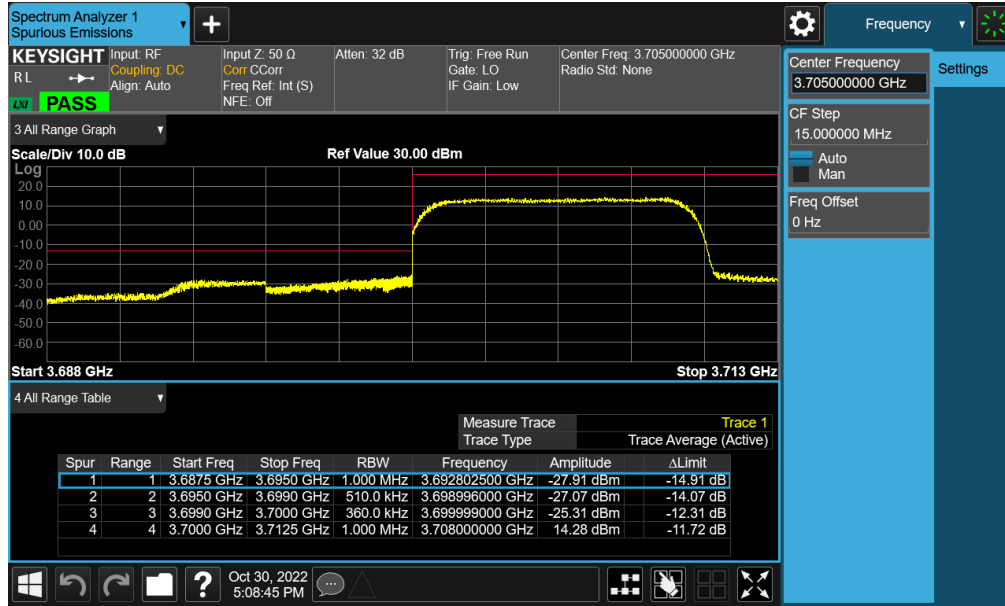 Spectrum Analyzer 1
Spurious Emissions
+
Frequency
KEYSIGHT
R L
LXI
PASS
Input: RF
Coupling: DC
Align: Auto
Input Z: 50 Ω
Corr CCorr
Freq Ref: Int (S)
NFE: Off
Atten: 32 dB
Trig: Free Run
Gate: LO
IF Gain: Low
Center Freq: 3.705000000 GHz
Radio Std: None
Center Frequency
3.705000000 GHz
Settings
CF Step
15.000000 MHz
Auto
Man
Freq Offset
0 Hz
3 All Range Graph
Scale/Div 10.0 dB
Ref Value 30.00 dBm
Log
20.0
10.0
0.00
-10.0
-20.0
-30.0
-40.0
-50.0
-60.0
Start 3.688 GHz
Stop 3.713 GHz
4 All Range Table
Measure Trace Trace 1
Trace Type Trace Average (Active)
Spur Range Start Freq Stop Freq RBW Frequency Amplitude ΔLimit
1 1 3.6875 GHz 3.6950 GHz 1.000 MHz 3.692802500 GHz -27.91 dBm -14.91 dB
2 2 3.6950 GHz 3.6990 GHz 510.0 kHz 3.698996000 GHz -27.07 dBm -14.07 dB
3 3 3.6990 GHz 3.7000 GHz 360.0 kHz 3.699999000 GHz -25.31 dBm -12.31 dB
4 4 3.7000 GHz 3.7125 GHz 1.000 MHz 3.708000000 GHz 14.28 dBm -11.72 dB
?
Oct 30, 2022
5:08:45 PM